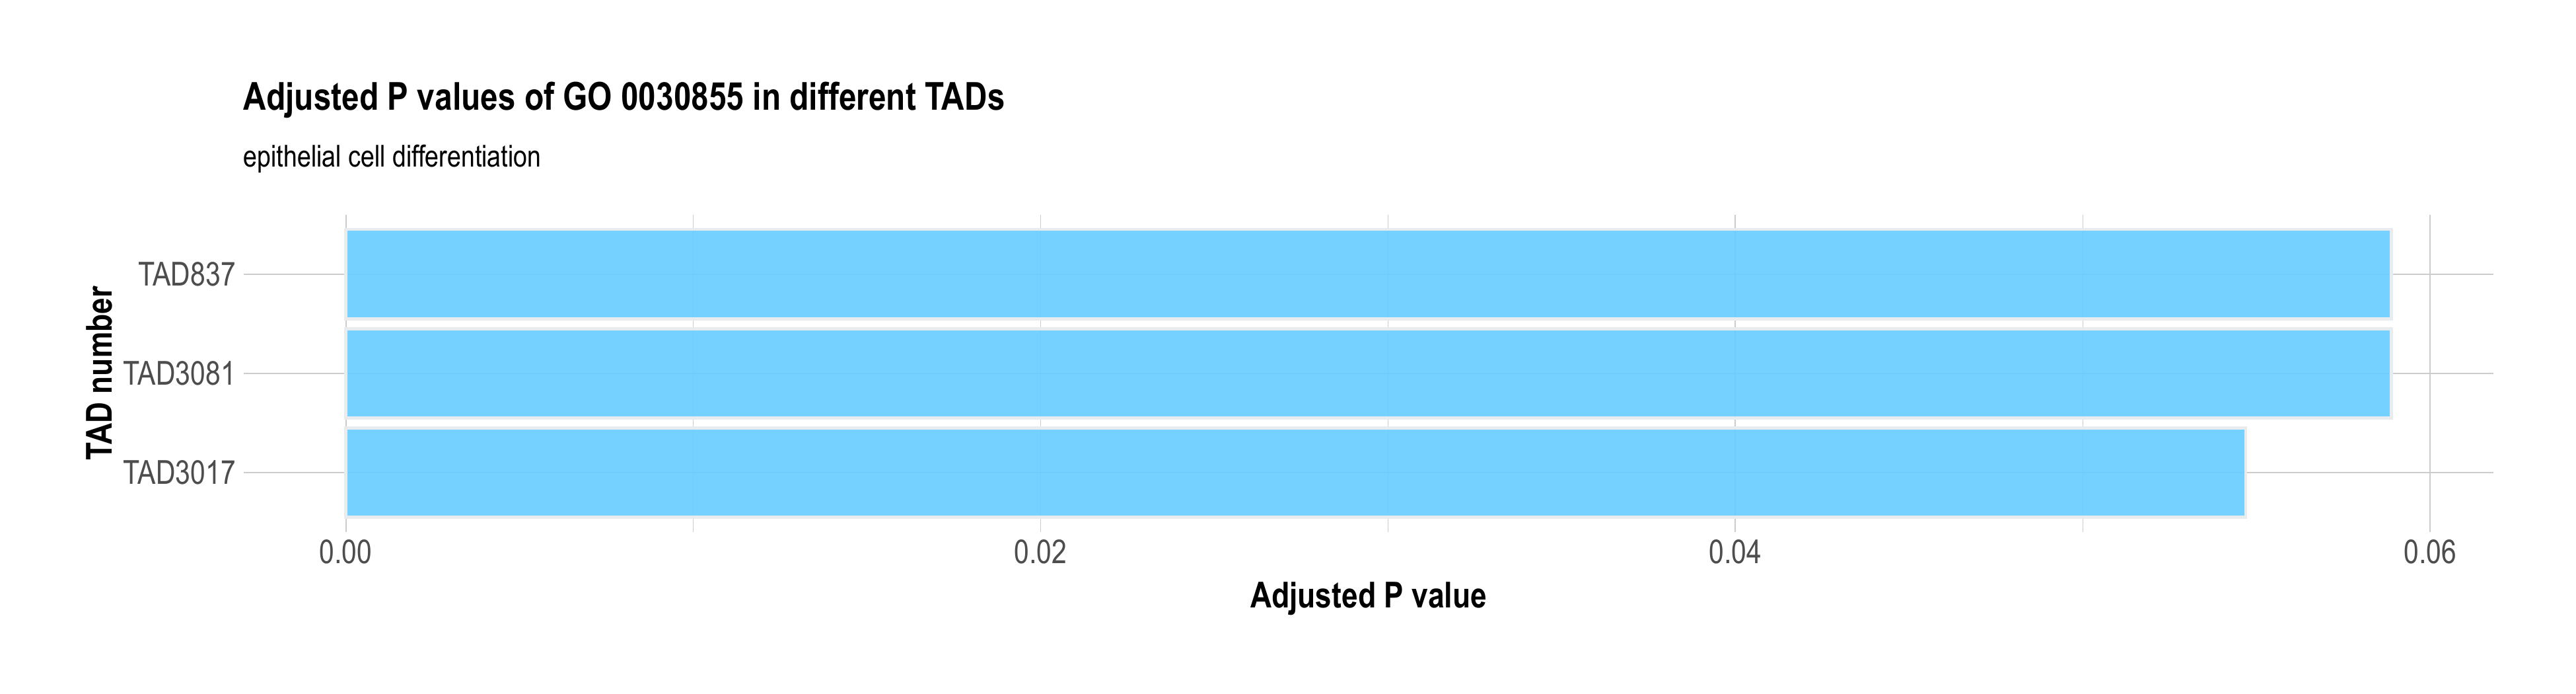 Adjusted P values of GO 0030855 in different TADs
epithelial cell differentiation
TAD number
TAD837
TAD3081
TAD3017
0.00 0.02 0.04 0.06
Adjusted P value